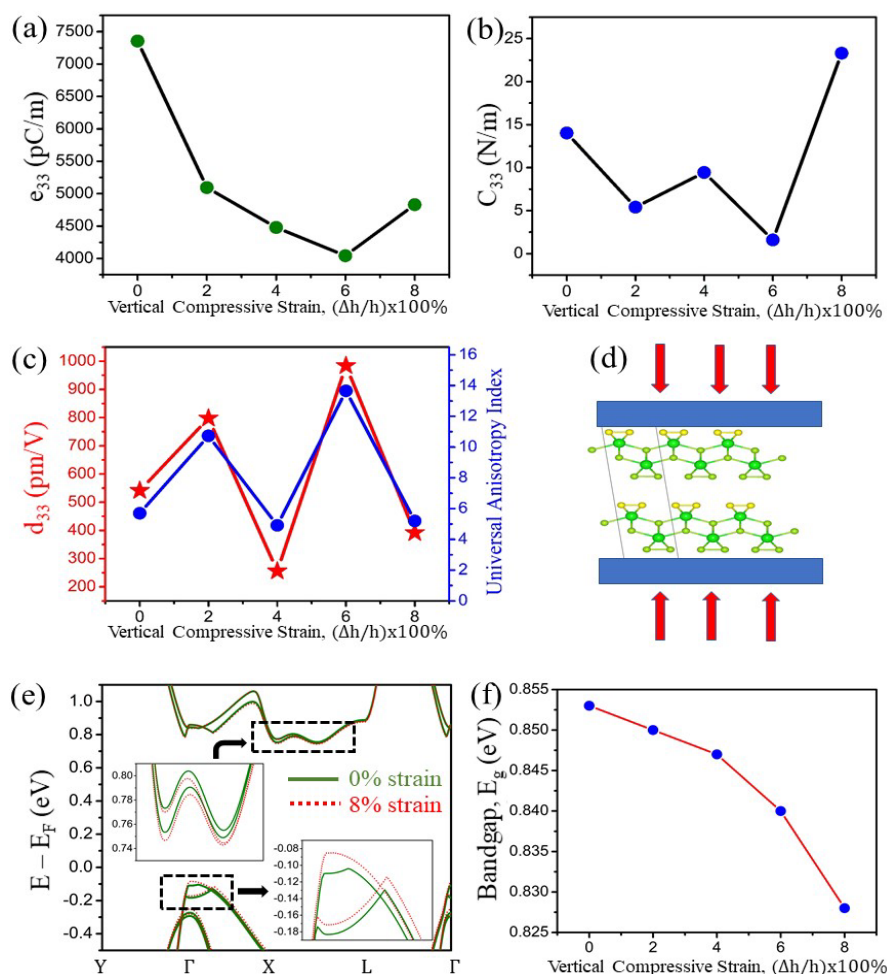 (a)
7500
7000
6500
6000
5500
5000
4500
4000
e33 (pC/m)
0 2 4 6 8
Vertical Compressive Strain, (Δh/h)x100%
(b)
25
20
15
10
5
0
C33 (N/m)
0 2 4 6 8
Vertical Compressive Strain, (Δh/h)x100%
(c)
1000
900
800
700
600
500
400
300
200
d33 (pm/V)
16
14
12
10
8
6
4
2
0
Universal Anisotropy Index
0 2 4 6 8
Vertical Compressive Strain, (Δh/h)x100%
(d)
(e)
1.0
0.8
0.6
0.4
0.2
0.0
-0.2
-0.4
E – EF (eV)
0.80
0.78
0.76
0.74
0% strain
8% strain
-0.08
-0.10
-0.12
-0.14
-0.16
-0.18
Y Γ X L Γ
(f)
0.855
0.850
0.845
0.840
0.830
0.825
Bandgap, Eg (eV)
0 2 4 6 8
Vertical Compressive Strain, (Δh/h)x100%